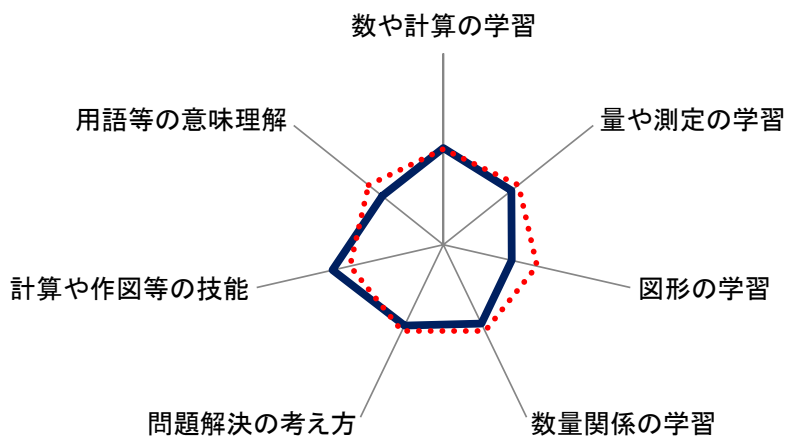 数や計算の学習
用語等の意味理解
量や測定の学習
計算や作図等の技能
図形の学習
問題解決の考え方
数量関係の学習